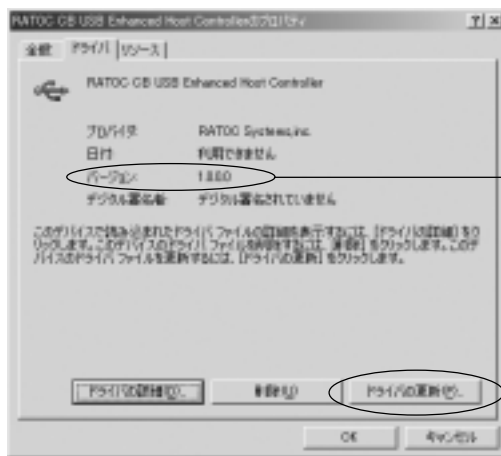 RATOC CB USB Enhanced Host Controllerのプロパティ
全般 ドライバ リソース
RATOC CB USB Enhanced Host Controller
プロバイダ: RATOC Systems,inc.
日付: 利用できません
バージョン: 1.0.0.0
デジタル署名者: デジタル署名されていません
このデバイスで読み込まれたドライバ ファイルの詳細を表示するには、[ドライバの詳細] をク
リックします。このデバイスのドライバ ファイルを削除するには、[削除] をクリックします。このデ
バイスのドライバ ファイルを更新するには、[ドライバの更新] をクリックします。
ドライバの詳細(D)... 削除(U) ドライバの更新(P)...
OK キャンセル